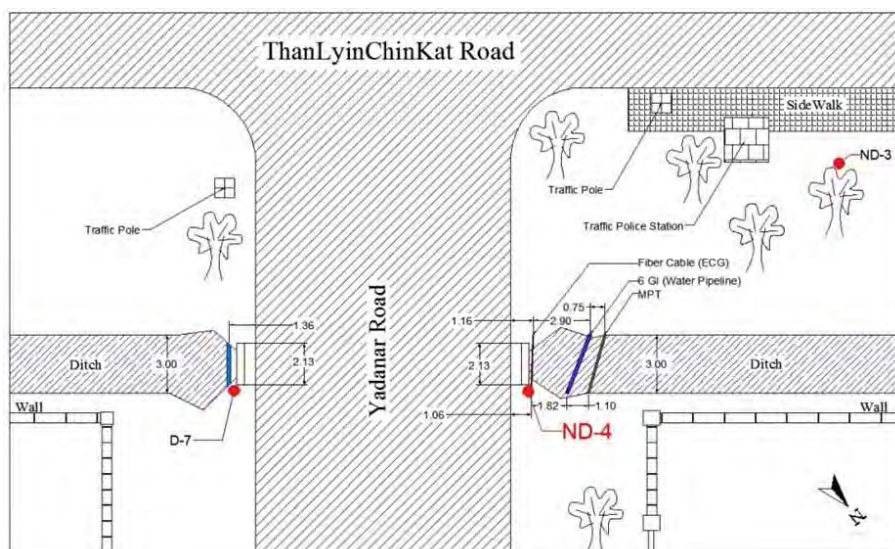 ThanLyinChinKat Road
SideWalk
ND-3
Traffic Pole
Traffic Pole
Traffic Police Station
Fiber Cable (ECG)
6 GI (Water Pipeline)
MPT
0.75
1.16
2.90
1.36
Ditch
3.00
2.13
Yadanar Road
2.13
3.00
Ditch
1.82
1.10
1.06
Wall
D-7
ND-4
Wall
N